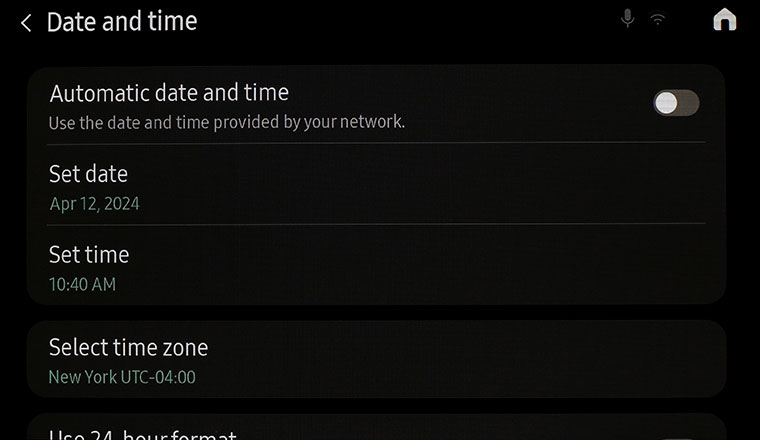 Date and time
Automatic date and time
Use the date and time provided by your network.
Set date
Apr 12, 2024
Set time
10:40 AM
Select time zone
New York UTC-04:00
Use 24-hour format